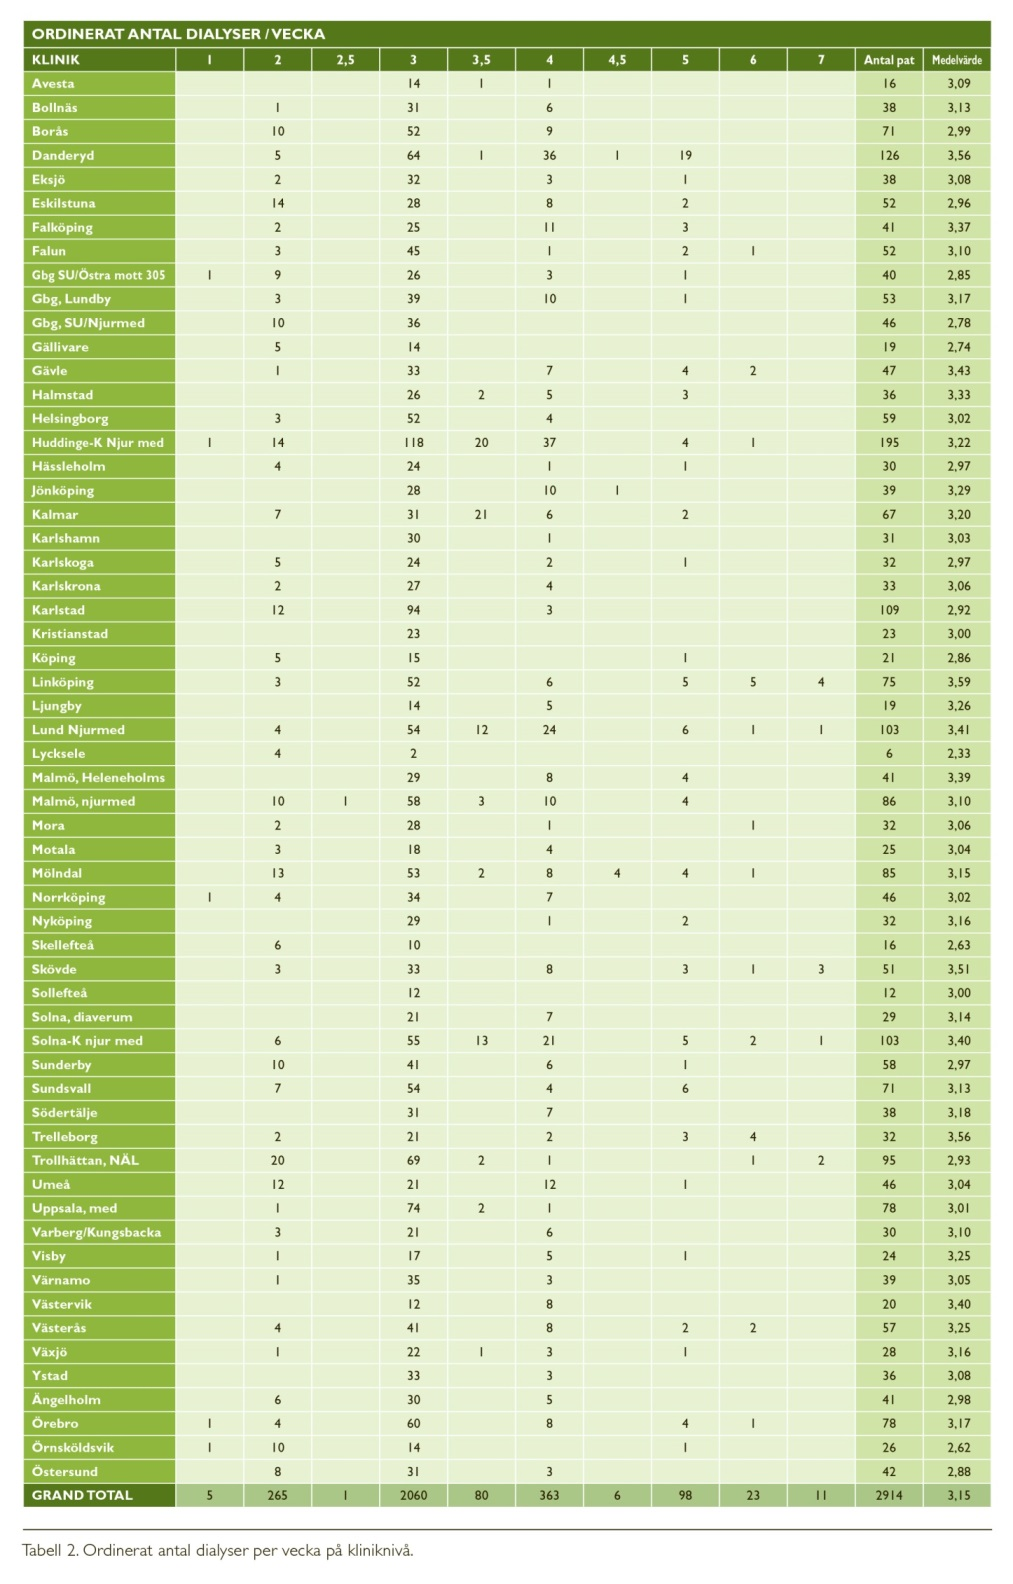 ORDINERAT ANTAL DIALYSER / VECKA
KLINIK 1 2 2,5 3 3,5 4 4,5 5 6 7 Antal pat Medelvärde
Avesta 14 1 1 16 3,09
Bollnäs 1 31 6 38 3,13
Borås 10 52 9 71 2,99
Danderyd 5 64 1 36 1 19 126 3,56
Eksjö 2 32 3 1 38 3,08
Eskilstuna 14 28 8 2 52 2,96
Falköping 2 25 11 3 41 3,37
Falun 3 45 1 2 1 52 3,10
Gbg SU/Östra mott 305 1 9 26 3 1 40 2,85
Gbg, Lundby 3 39 10 1 53 3,17
Gbg, SU/Njurmed 10 36 46 2,78
Gällivare 5 14 19 2,74
Gävle 1 33 7 4 2 47 3,43
Halmstad 26 2 5 3 36 3,33
Helsingborg 3 52 4 59 3,02
Huddinge-K Njur med 1 14 118 20 37 4 1 195 3,22
Hässleholm 4 24 1 1 30 2,97
Jönköping 28 10 1 39 3,29
Kalmar 7 31 21 6 2 67 3,20
Karlshamn 30 1 31 3,03
Karlskoga 5 24 2 1 32 2,97
Karlskrona 2 27 4 33 3,06
Karlstad 12 94 3 109 2,92
Kristianstad 23 23 3,00
Köping 5 15 1 21 2,86
Linköping 3 52 6 5 5 4 75 3,59
Ljungby 14 5 19 3,26
Lund Njurmed 4 54 12 24 6 1 1 103 3,41
Lycksele 4 2 6 2,33
Malmö, Heleneholms 29 8 4 41 3,39
Malmö, njurmed 10 1 58 3 10 4 86 3,10
Mora 2 28 1 1 32 3,06
Motala 3 18 4 25 3,04
Mölndal 13 53 2 8 4 4 1 85 3,15
Norrköping 1 4 34 7 46 3,02
Nyköping 29 1 2 32 3,16
Skellefteå 6 10 16 2,63
Skövde 3 33 8 3 1 3 51 3,51
Sollefteå 12 12 3,00
Solna, diaverum 21 7 29 3,14
Solna-K njur med 6 55 13 21 5 2 1 103 3,40
Sunderby 10 41 6 1 58 2,97
Sundsvall 7 54 4 6 71 3,13
Södertälje 31 7 38 3,18
Trelleborg 2 21 2 3 4 32 3,56
Trollhättan, NÄL 20 69 2 1 1 2 95 2,93
Umeå 12 21 12 1 46 3,04
Uppsala, med 1 74 2 1 78 3,01
Varberg/Kungsbacka 3 21 6 30 3,10
Visby 1 17 5 1 24 3,25
Värnamo 1 35 3 39 3,05
Västervik 12 8 20 3,40
Västerås 4 41 8 2 2 57 3,25
Växjö 1 22 1 3 1 28 3,16
Ystad 33 3 36 3,08
Ängelholm 6 30 5 41 2,98
Örebro 1 4 60 8 4 1 78 3,17
Örnsköldsvik 1 10 14 1 26 2,62
Östersund 8 31 3 42 2,88
GRAND TOTAL 5 265 1 2060 80 363 6 98 23 11 2914 3,15
Tabell 2. Ordinerat antal dialyser per vecka på kliniknivå.